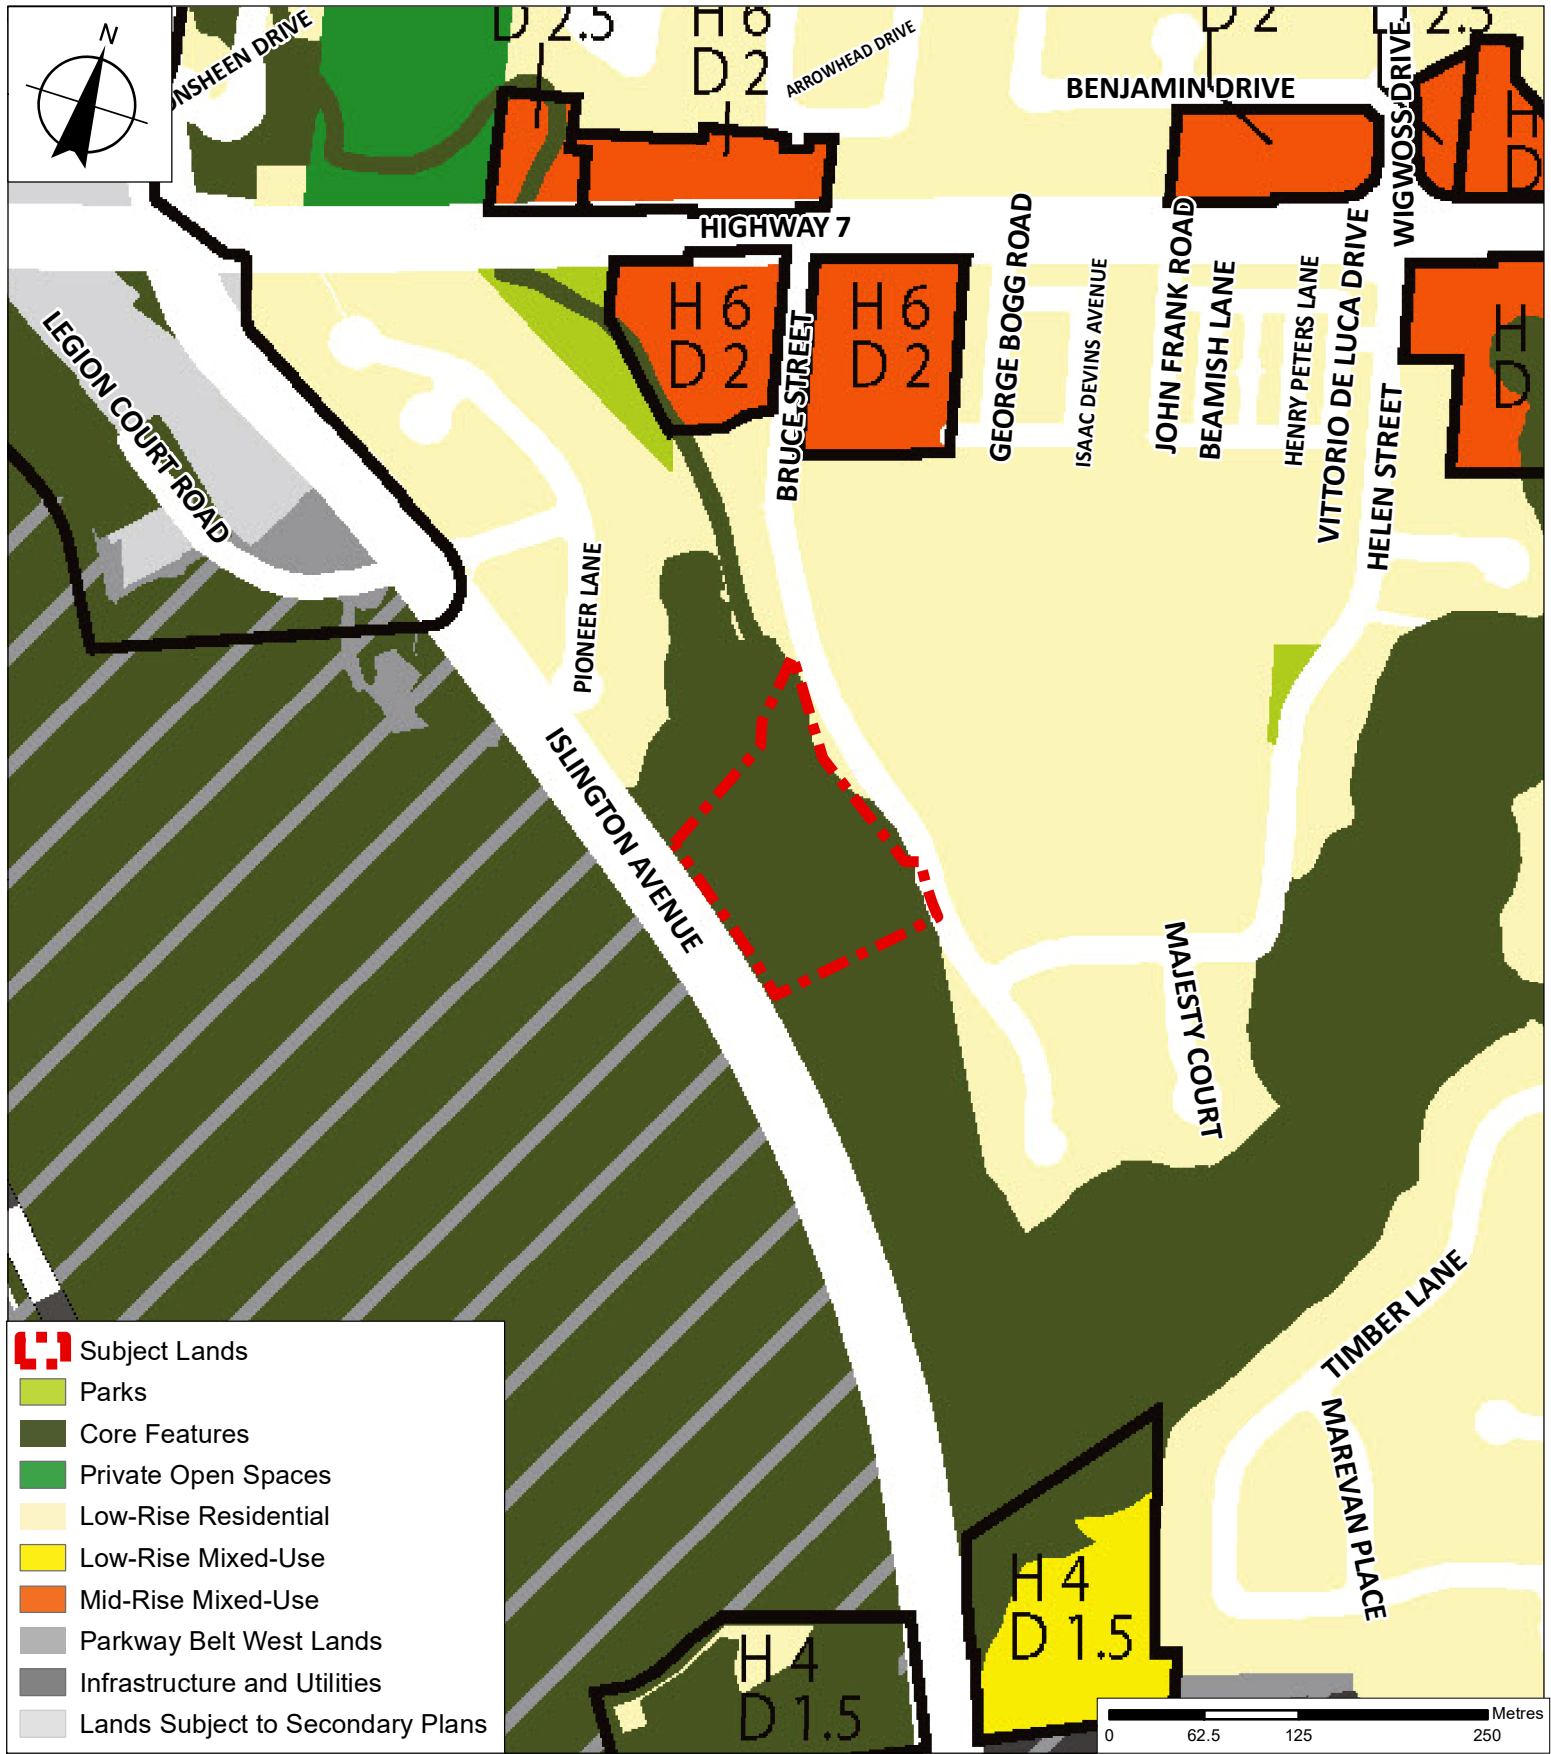 N
D 2.5
H 6
D 2
ARROWHEAD DRIVE
D 2
BENJAMIN DRIVE
WIGWOSS DRIVE
H
D
HIGHWAY 7
LEGION COURT ROAD
H 6
D 2
BRUCE STREET
H 6
D 2
GEORGE BOGG ROAD
ISAAC DEVINS AVENUE
JOHN FRANK ROAD
BEAMISH LANE
HENRY PETERS LANE
VITTORIO DE LUCA DRIVE
HELEN STREET
H
D
PIONEER LANE
ISLINGTON AVENUE
MAJESTY COURT
TIMBER LANE
MAREVAN PLACE
H 4
D 1.5
H 4
D 1.5
Subject Lands
Parks
Core Features
Private Open Spaces
Low-Rise Residential
Low-Rise Mixed-Use
Mid-Rise Mixed-Use
Parkway Belt West Lands
Infrastructure and Utilities
Lands Subject to Secondary Plans
Metres
0 62.5 125 250